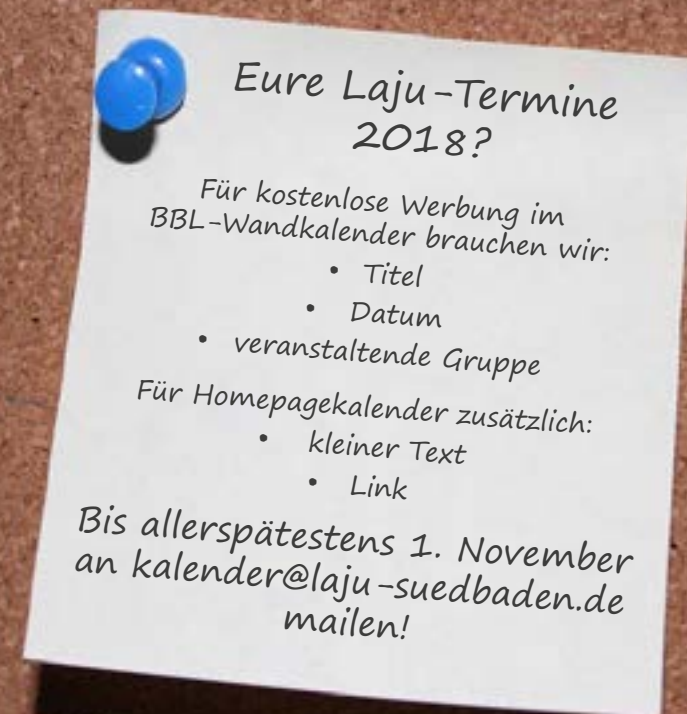 Eure Laju-Termine
2018?
Für kostenlose Werbung im
BBL-Wandkalender brauchen wir:
• Titel
• Datum
• veranstaltende Gruppe
Für Homepagekalender zusätzlich:
• kleiner Text
• Link
Bis allerspätestens 1. November
an kalender@laju-suedbaden.de
mailen!